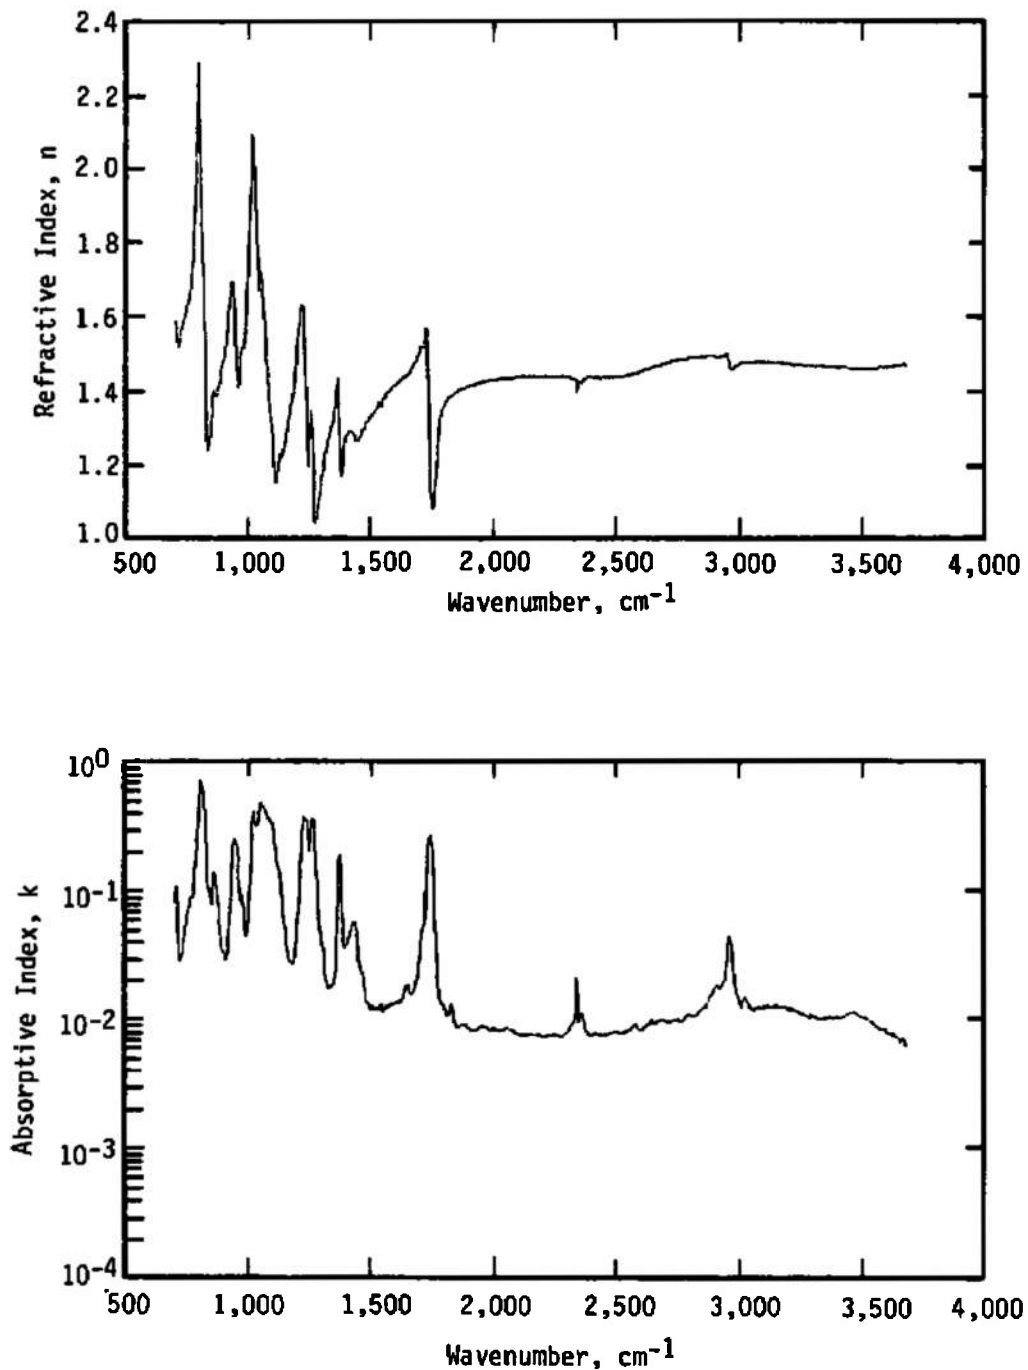 2.4
2.2
2.0
1.8
1.6
1.4
1.2
1.0
Refractive Index, n
500 1,000 1,500 2,000 2,500 3,000 3,500 4,000
Wavenumber, cm⁻¹
10⁰
10⁻¹
10⁻²
10⁻³
10⁻⁴
Absorptive Index, k
500 1,000 1,500 2,000 2,500 3,000 3,500 4,000
Wavenumber, cm⁻¹